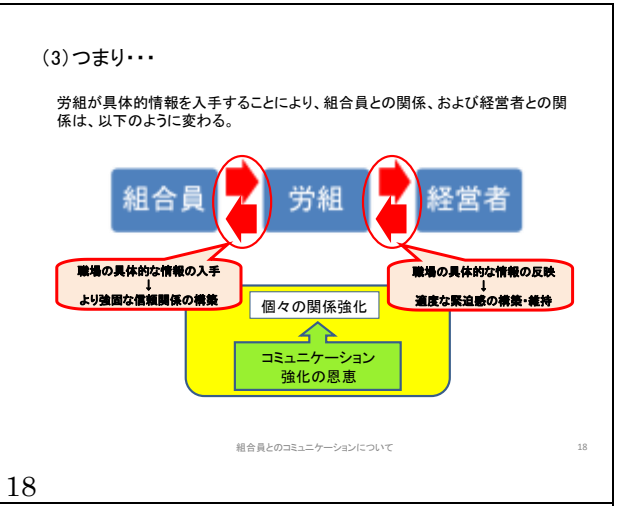 (3)つまり・・・
労組が具体的情報を入手することにより、組合員との関係、および経営者との関
係は、以下のように変わる。
組合員
労組
経営者
職場の具体的な情報の入手
↓
より強固な信頼関係の構築
職場の具体的な情報の反映
↓
適度な緊迫感の構築・維持
個々の関係強化
コミュニケーション
強化の恩恵
組合員とのコミュニケーションについて
18
18